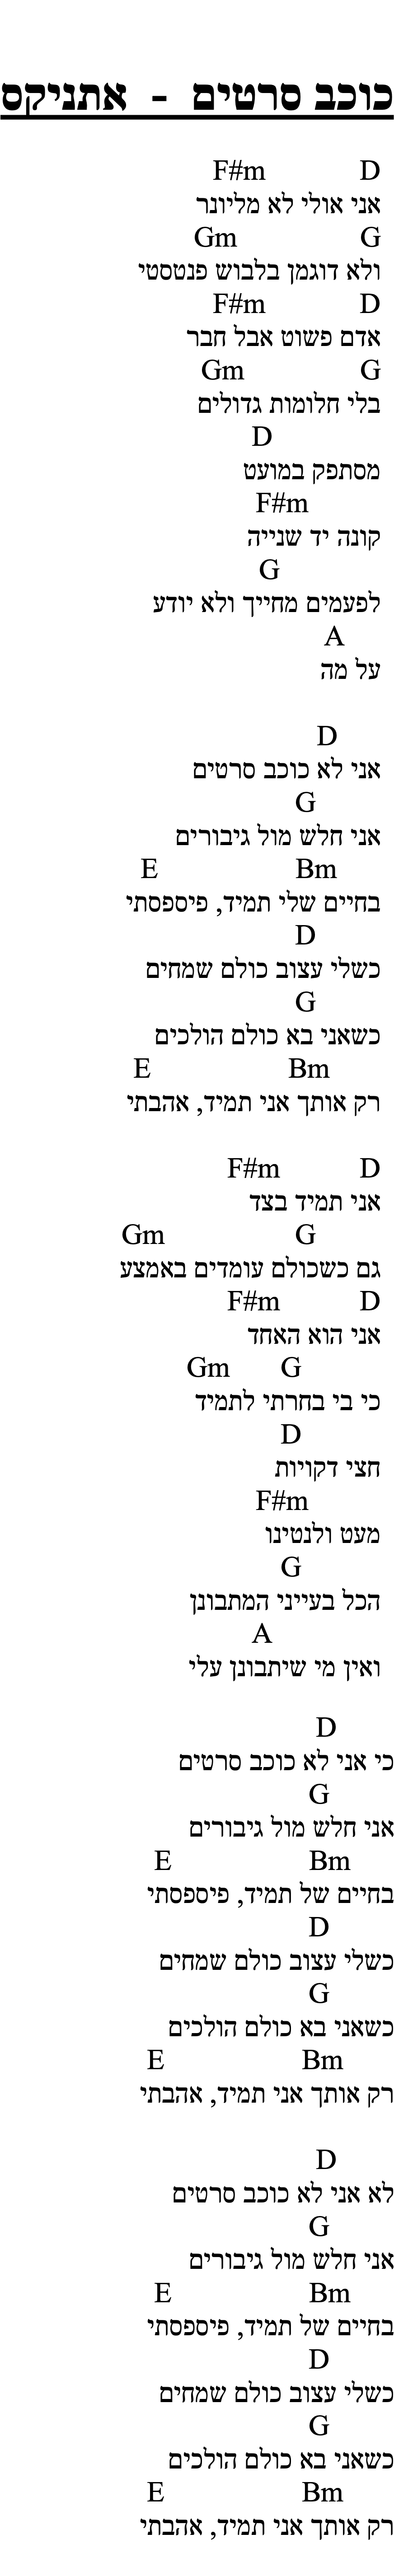 כוכב סרטים - אתניקס
F#m D
אני אולי לא מליונר
Gm G
ולא דוגמן בלבוש פנטסטי
F#m D
אדם פשוט אבל חבר
Gm G
בלי חלומות גדולים
D
מסתפק במועט
F#m
קונה יד שנייה
G
לפעמים מחייך ולא יודע
A
על מה
D
אני לא כוכב סרטים
G
אני חלש מול גיבורים
E Bm
בחיים שלי תמיד, פיספסתי
D
כשלי עצוב כולם שמחים
G
כשאני בא כולם הולכים
E Bm
רק אותך אני תמיד, אהבתי
F#m D
אני תמיד בצד
Gm G
גם כשכולם עומדים באמצע
F#m D
אני הוא האחד
Gm G
כי בי בחרתי לתמיד
D
חצי דקויות
F#m
מעט ולנטינו
G
הכל בעייני המתבונן
A
ואין מי שיתבונן עלי
D
כי אני לא כוכב סרטים
G
אני חלש מול גיבורים
E Bm
בחיים של תמיד, פיספסתי
D
כשלי עצוב כולם שמחים
G
כשאני בא כולם הולכים
E Bm
רק אותך אני תמיד, אהבתי
D
לא אני לא כוכב סרטים
G
אני חלש מול גיבורים
E Bm
בחיים של תמיד, פיספסתי
D
כשלי עצוב כולם שמחים
G
כשאני בא כולם הולכים
E Bm
רק אותך אני תמיד, אהבתי